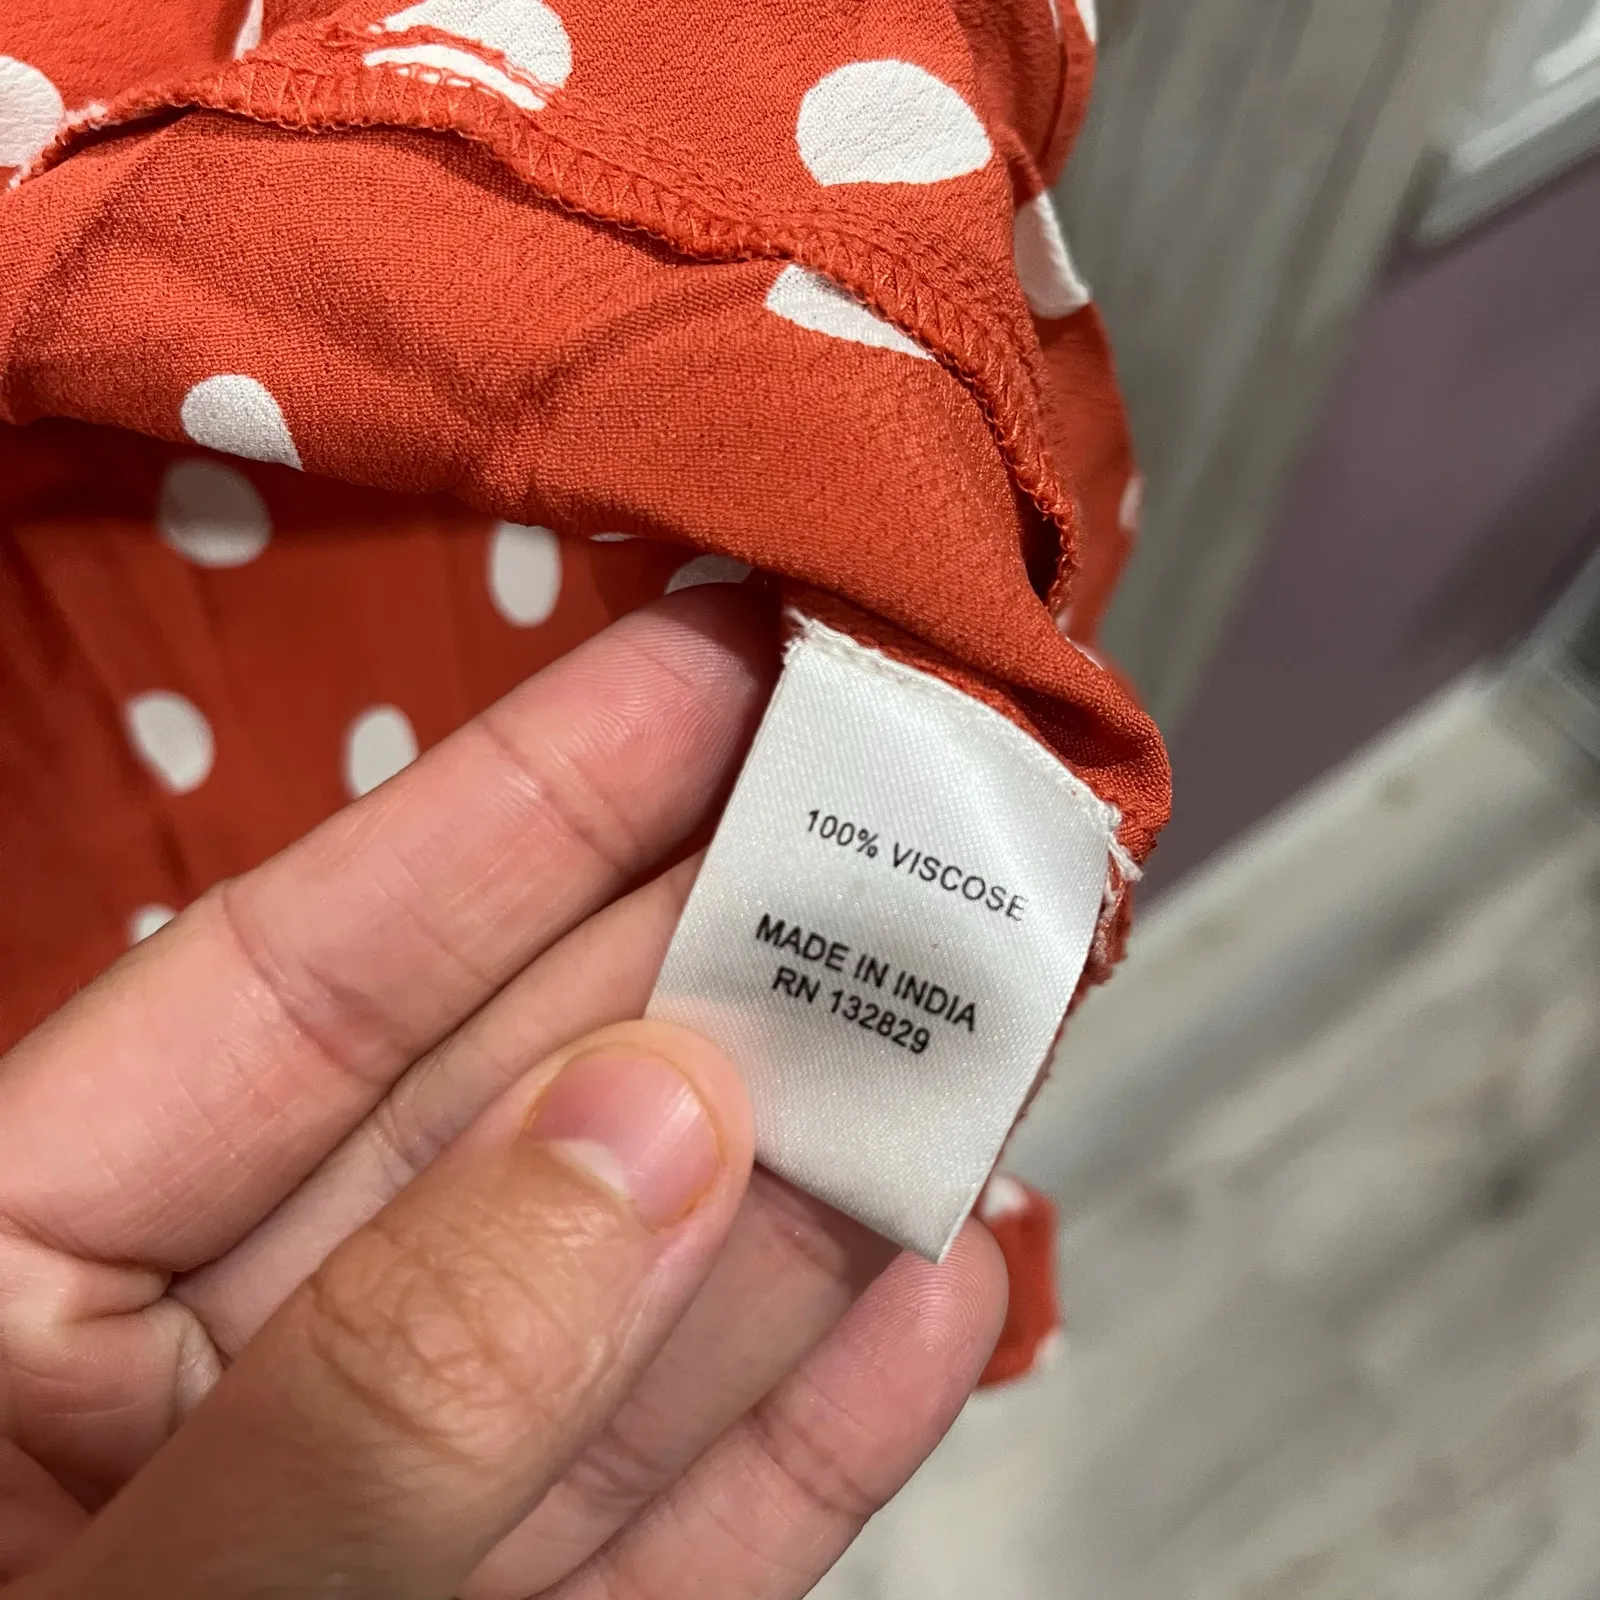 100% VISCOSE
MADE IN INDIA
RN 132829